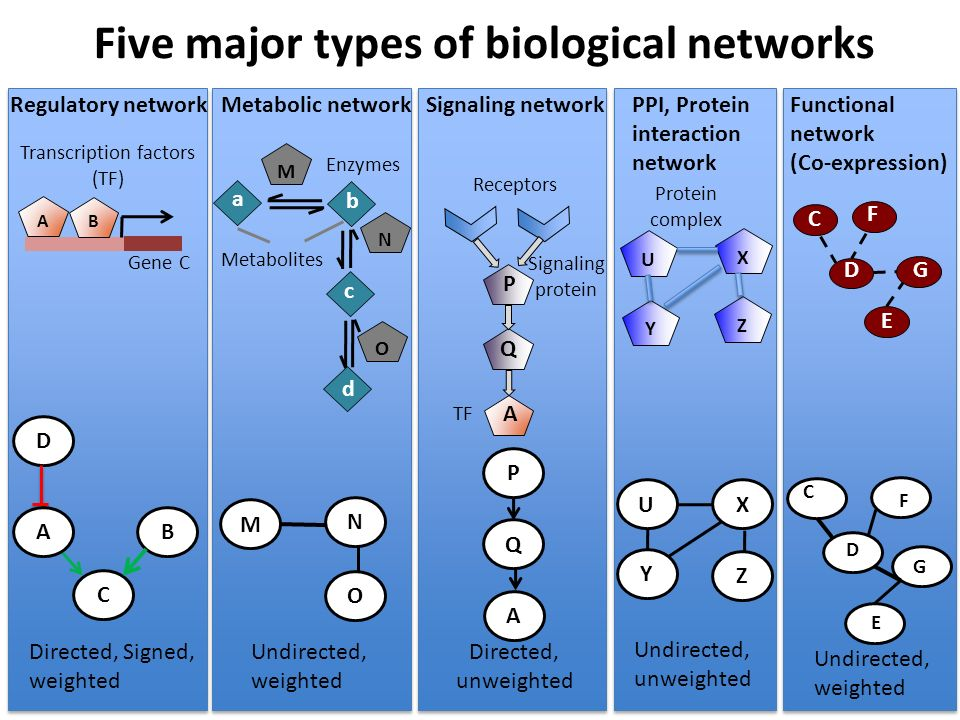 Five major types of biological networks
Regulatory network
Transcription factors
(TF)
A
B
Gene C
D
A
B
C
Directed, Signed,
weighted
Metabolic network
M
Enzymes
a
b
N
Metabolites
c
O
d
M
N
O
Undirected,
weighted
Signaling network
Receptors
Signaling
protein
P
Q
TF
A
P
Q
A
Directed,
unweighted
PPI, Protein
interaction
network
Protein
complex
U
X
Y
Z
U
X
Y
Z
Undirected,
unweighted
Functional
network
(Co-expression)
C
F
D
G
E
C
F
D
G
E
Undirected,
weighted